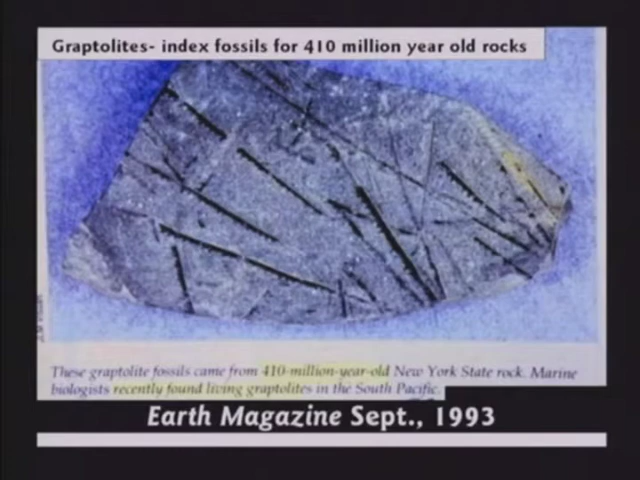 Graptolites- index fossils for 410 million year old rocks
These graptolite fossils came from 410-million-year-old New York State rock. Marine
biologists recently found living graptolites in the South Pacific.
Earth Magazine Sept., 1993